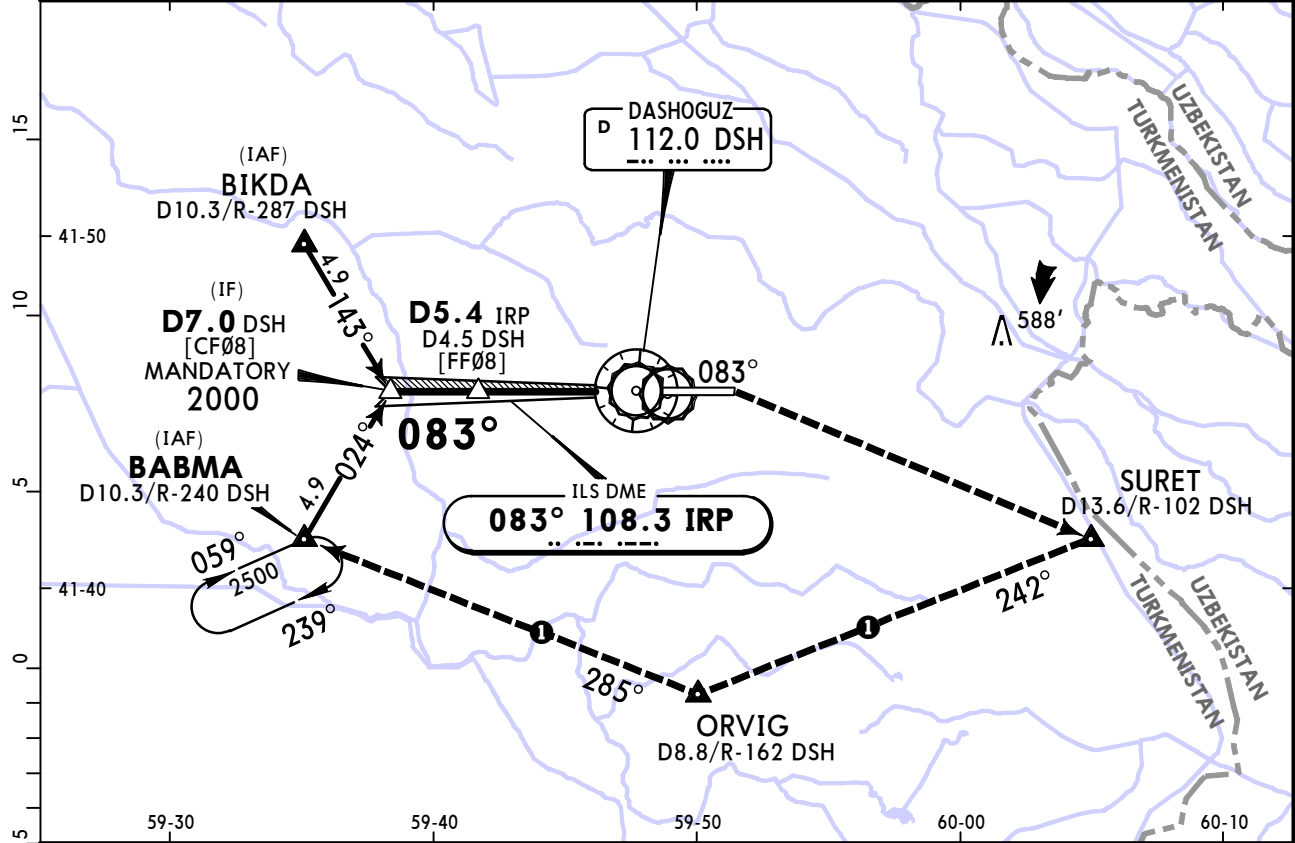 DASHOGUZ
D 112.0 DSH
UZBEKISTAN
TURKMENISTAN
(IAF)
BIKDA
D10.3/R-287 DSH
4.9
143°
(IF)
D7.0 DSH
[CFØ8]
MANDATORY
2000
D5.4 IRP
D4.5 DSH
[FFØ8]
083°
588'
083°
(IAF)
BABMA
D10.3/R-240 DSH
4.9
024°
ILS DME
083° 108.3 IRP
SURET
D13.6/R-102 DSH
059°
2500
239°
1
285°
1
242°
ORVIG
D8.8/R-162 DSH
TURKMENISTAN
UZBEKISTAN
15
41-50
10
5
41-40
0
5
59-30
59-40
59-50
60-00
60-10